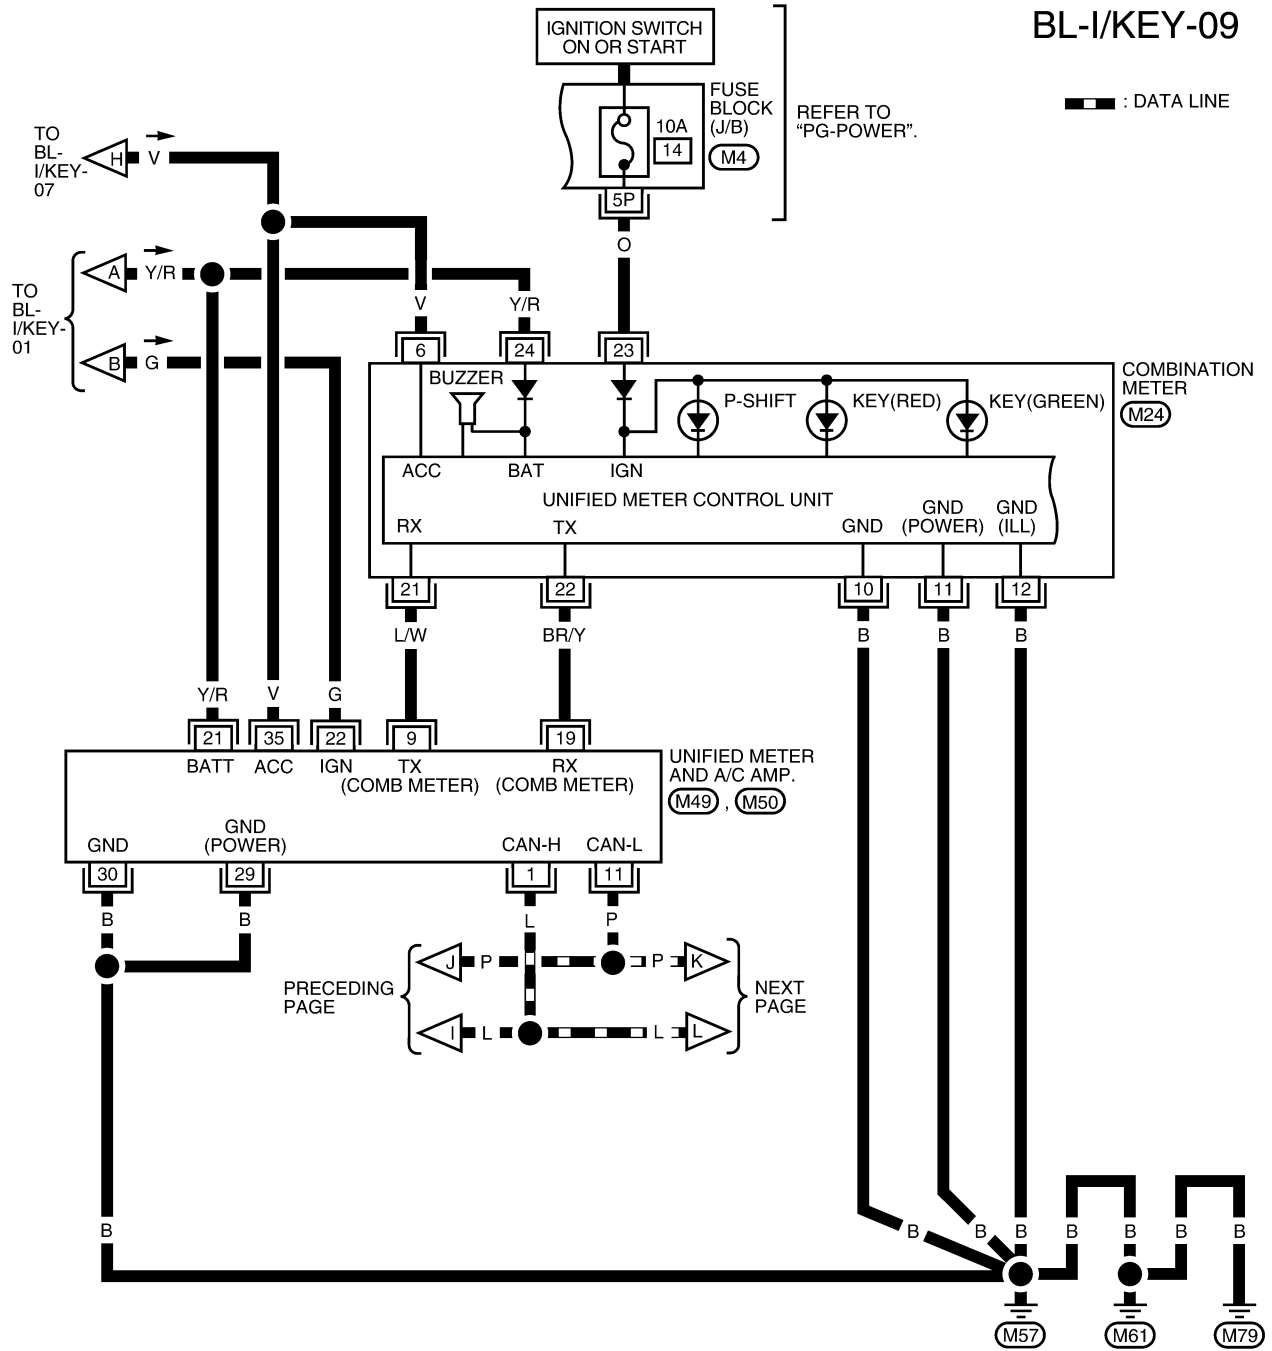 BL-I/KEY-09
IGNITION SWITCH
ON OR START
: DATA LINE
FUSE
BLOCK
(J/B)
M4
10A
14
REFER TO
“PG-POWER”.
5P
O
TO
BL-
I/KEY-
07
H
V
TO
BL-
I/KEY-
01
A
Y/R
B
G
V
Y/R
6
24
23
COMBINATION
METER
M24
BUZZER
P-SHIFT
KEY(RED)
KEY(GREEN)
ACC
BAT
IGN
UNIFIED METER CONTROL UNIT
RX
TX
GND
GND
(POWER)
GND
(ILL)
21
22
10
11
12
L/W
BR/Y
B
B
B
Y/R
V
G
21
35
22
9
19
BATT
ACC
IGN
TX
(COMB METER)
RX
(COMB METER)
UNIFIED METER
AND A/C AMP.
M49 , M50
GND
GND
(POWER)
CAN-H
CAN-L
30
29
1
11
B
B
L
P
PRECEDING
PAGE
J
P
P
K
I
L
L
L
NEXT
PAGE
B
B
B
B
B
B
B
B
M57
M61
M79